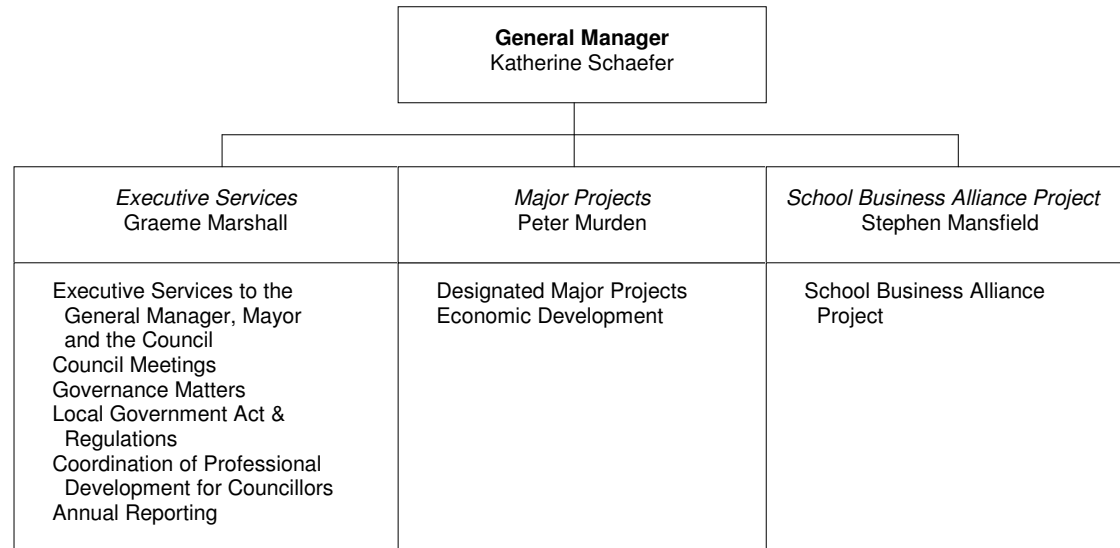 General Manager
Katherine Schaefer
Executive Services
Graeme Marshall
Major Projects
Peter Murden
School Business Alliance Project
Stephen Mansfield
Executive Services to the
General Manager, Mayor
and the Council
Council Meetings
Governance Matters
Local Government Act &
Regulations
Coordination of Professional
Development for Councillors
Annual Reporting
Designated Major Projects
Economic Development
School Business Alliance
Project